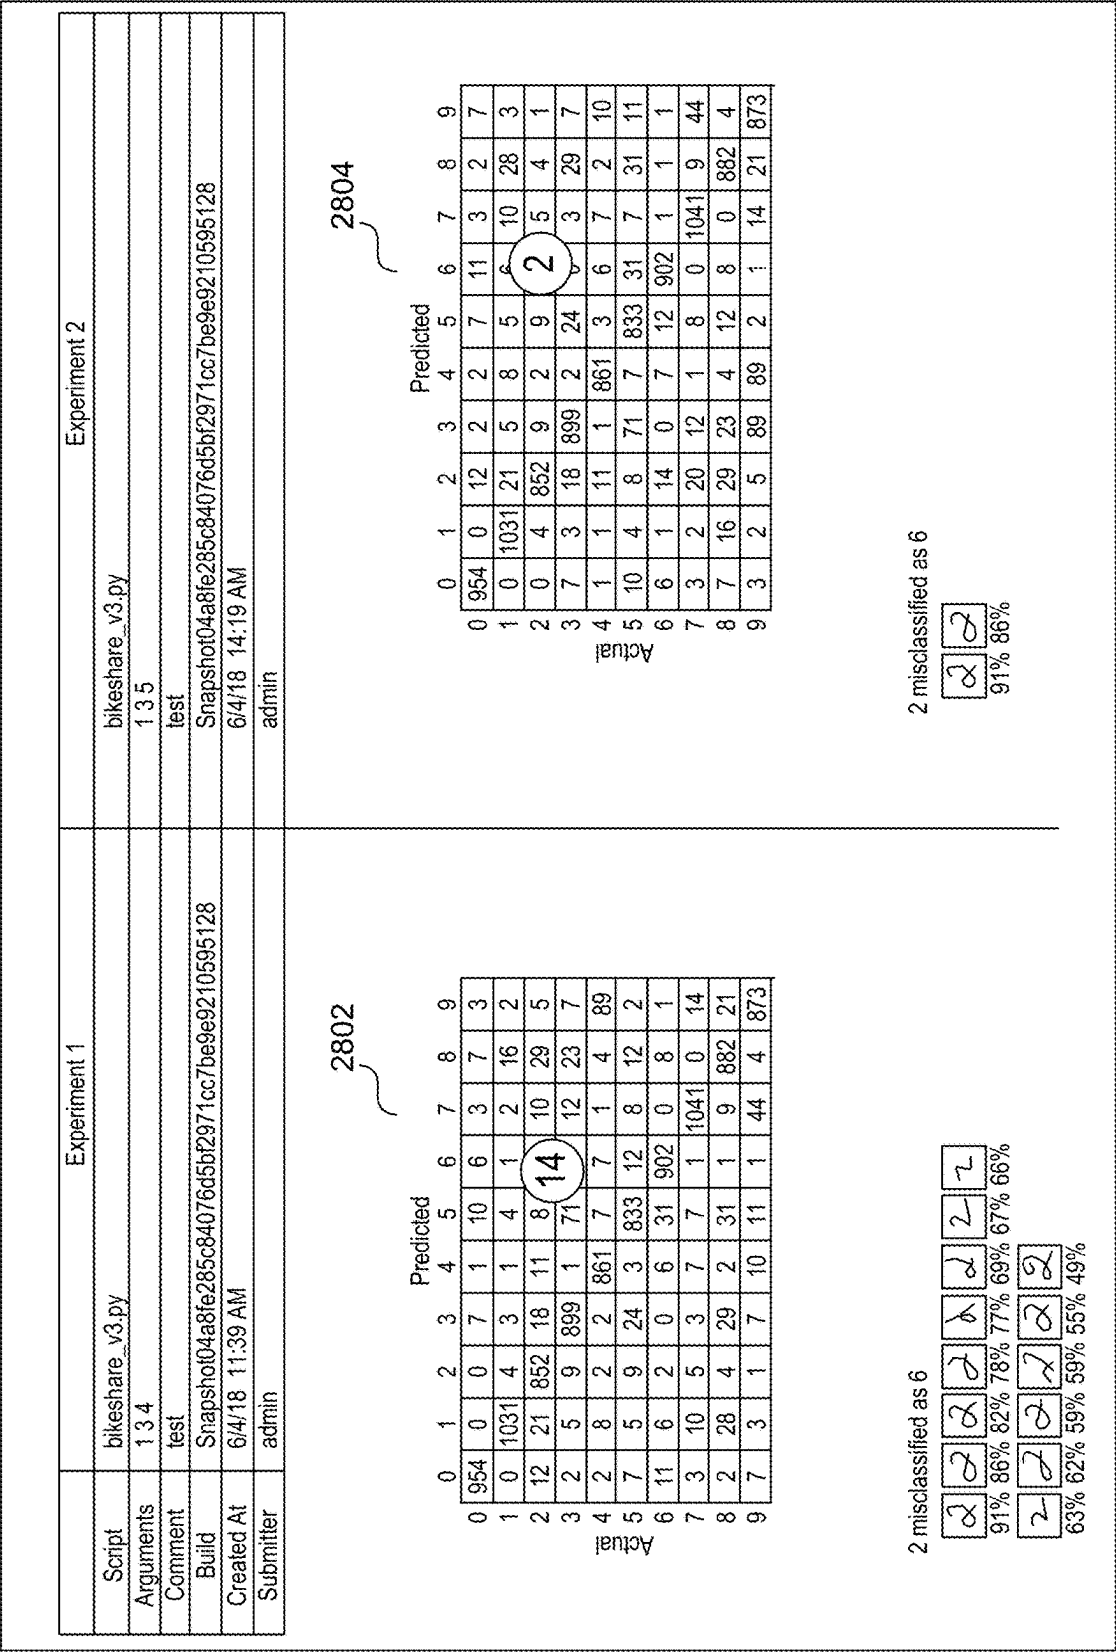 Experiment 1 Experiment 2
Script bikeshare_v3.py bikeshare_v3.py
Arguments 1 3 4 1 3 5
Comment test test
Build Snapshot04a8fe285c84076d5bf2971cc7be9e9210595128 Snapshot04a8fe285c84076d5bf2971cc7be9e9210595128
Created At 6/4/18 11:39 AM 6/4/18 14:19 AM
Submitter admin admin
2802
Predicted
0 1 2 3 4 5 6 7 8 9
Actual
0 954 0 0 7 1 10 6 3 7 3
1 0 1031 4 3 1 4 1 2 16 2
2 12 21 852 18 11 8 14 10 29 5
3 2 5 9 899 1 71 12 23 7
4 2 8 2 2 861 7 7 1 4 89
5 7 5 9 24 3 833 12 8 12 2
6 11 6 2 0 6 31 902 0 8 1
7 3 10 5 3 7 7 1 1041 0 14
8 2 28 4 29 2 31 1 9 882 21
9 7 3 1 7 10 11 1 44 4 873
2 misclassified as 6
2 2 2 2 2 2 2 2
91% 86% 82% 78% 77% 69% 67% 66%
2 2 2 2 2 2
63% 62% 59% 59% 55% 49%
2804
Predicted
0 1 2 3 4 5 6 7 8 9
Actual
0 954 0 12 2 2 7 11 3 2 7
1 0 1031 21 5 8 5 10 28 3
2 0 4 852 9 2 9 2 5 4 1
3 7 3 18 899 2 24 3 29 7
4 1 1 11 1 861 3 6 7 2 10
5 10 4 8 71 7 833 31 7 31 11
6 6 1 14 0 7 12 902 1 1 1
7 3 2 20 12 1 8 0 1041 9 44
8 7 16 29 23 4 12 8 0 882 4
9 3 2 5 89 89 2 1 14 21 873
2 misclassified as 6
2 2
91% 86%